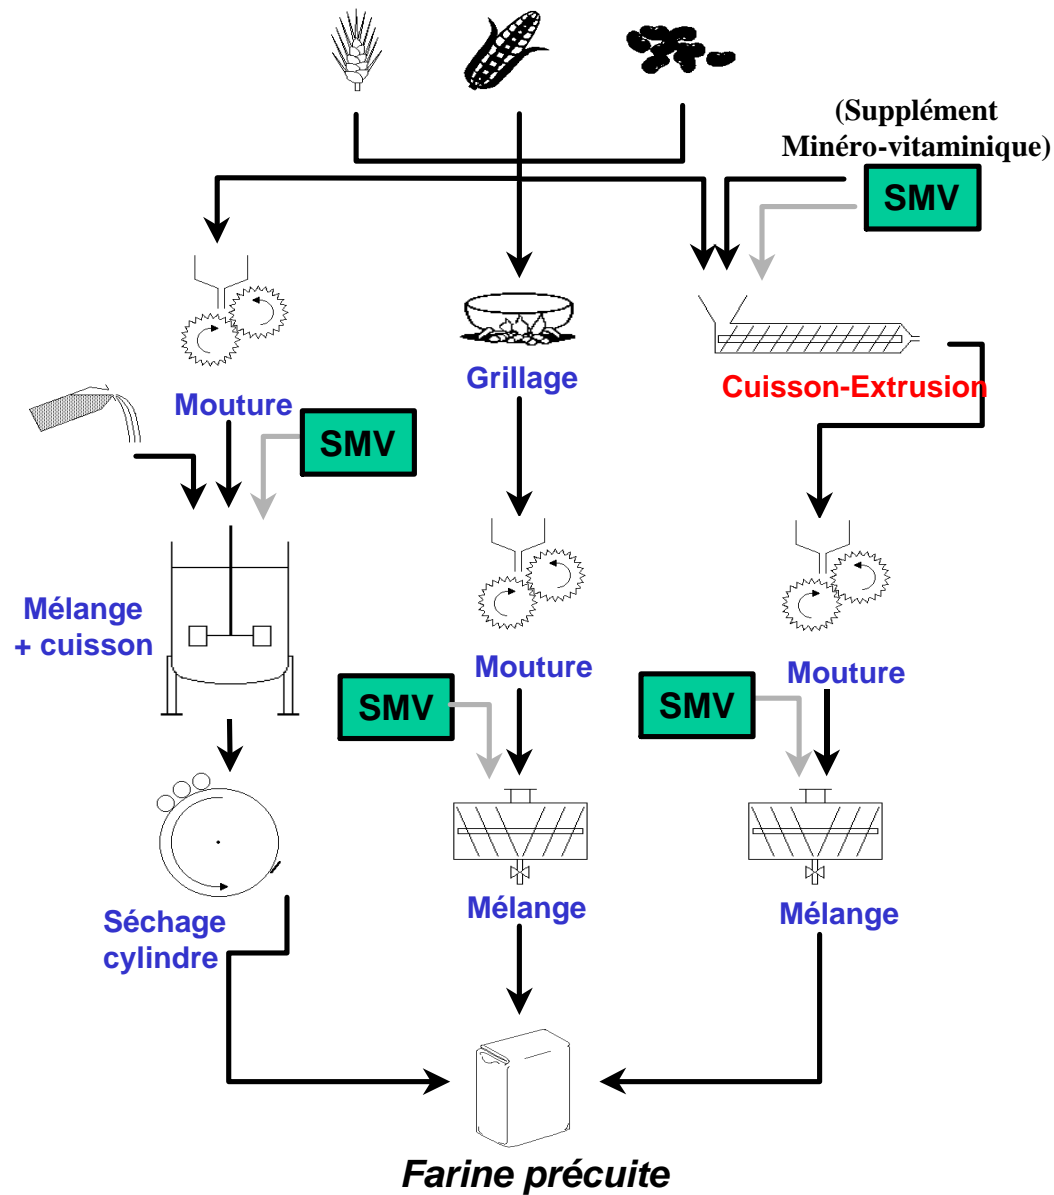 (Supplément
Minéro-vitaminique)
SMV
Grillage
Cuisson-Extrusion
Mouture
SMV
Mélange
+ cuisson
Mouture
Mouture
SMV
SMV
Mélange
Mélange
Séchage
cylindre
Farine précuite